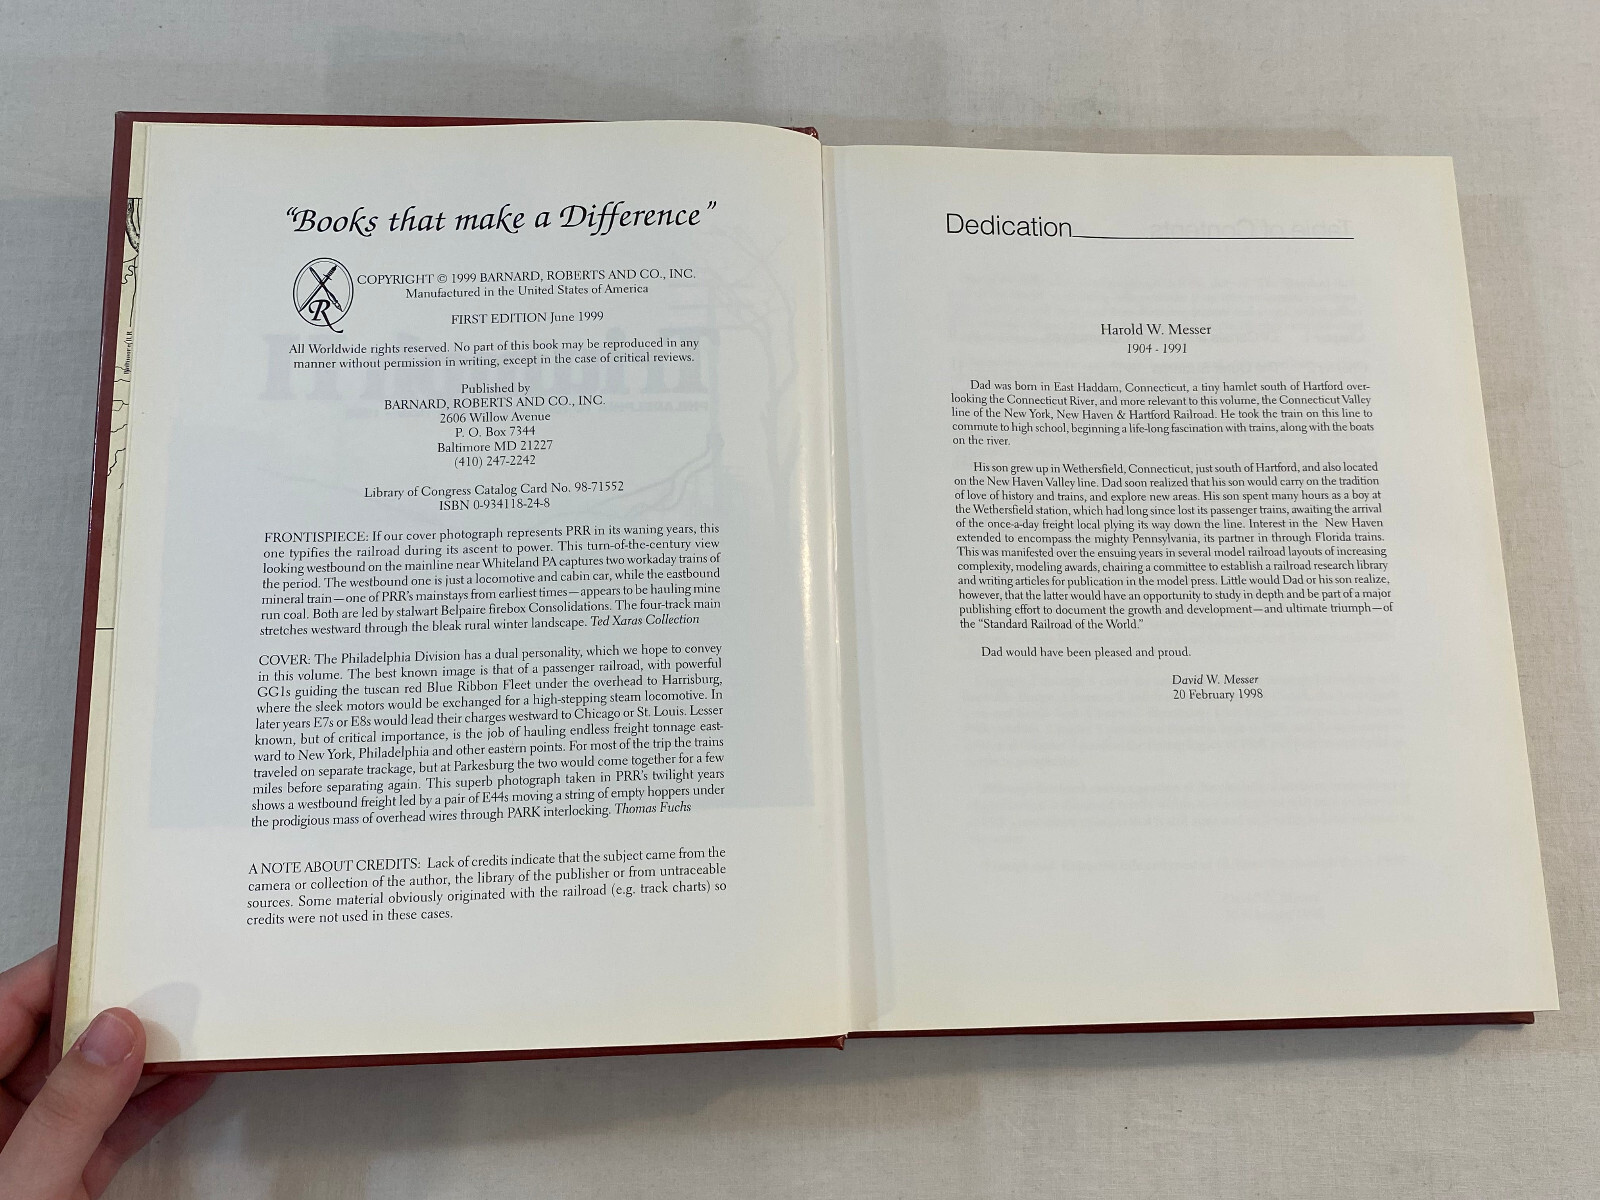 "Books that make a Difference"
R
COPYRIGHT © 1999 BARNARD, ROBERTS AND CO., INC.
Manufactured in the United States of America
FIRST EDITION June 1999
All Worldwide rights reserved. No part of this book may be reproduced in any
manner without permission in writing, except in the case of critical reviews.
Published by
BARNARD, ROBERTS AND CO., INC.
2606 Willow Avenue
P. O. Box 7344
Baltimore MD 21227
(410) 247-2242
Library of Congress Catalog Card No. 98-71552
ISBN 0-934118-24-8
FRONTISPIECE: If our cover photograph represents PRR in its waning years, this
one typifies the railroad during its ascent to power. This turn-of-the-century view
looking westbound on the mainline near Whiteland PA captures two workaday trains of
the period. The westbound one is just a locomotive and cabin car, while the eastbound
mineral train—one of PRR's mainstays from earliest times—appears to be hauling mine
run coal. Both are led by stalwart Belpaire firebox Consolidations. The four-track main
stretches westward through the bleak rural winter landscape. Ted Xaras Collection
COVER: The Philadelphia Division has a dual personality, which we hope to convey
in this volume. The best known image is that of a passenger railroad, with powerful
GG1s guiding the tuscan red Blue Ribbon Fleet under the overhead to Harrisburg,
where the sleek motors would be exchanged for a high-stepping steam locomotive. In
later years E7s or E8s would lead their charges westward to Chicago or St. Louis. Lesser
known, but of critical importance, is the job of hauling endless freight tonnage east-
ward to New York, Philadelphia and other eastern points. For most of the trip the trains
traveled on separate trackage, but at Parkesburg the two would come together for a few
miles before separating again. This superb photograph taken in PRR's twilight years
shows a westbound freight led by a pair of E44s moving a string of empty hoppers under
the prodigious mass of overhead wires through PARK interlocking. Thomas Fuchs
A NOTE ABOUT CREDITS: Lack of credits indicate that the subject came from the
camera or collection of the author, the library of the publisher or from untraceable
sources. Some material obviously originated with the railroad (e.g. track charts) so
credits were not used in these cases.
Dedication
Harold W. Messer
1904 - 1991
Dad was born in East Haddam, Connecticut, a tiny hamlet south of Hartford over-
looking the Connecticut River, and more relevant to this volume, the Connecticut Valley
line of the New York, New Haven & Hartford Railroad. He took the train on this line to
commute to high school, beginning a life-long fascination with trains, along with the boats
on the river.
His son grew up in Wethersfield, Connecticut, just south of Hartford, and also located
on the New Haven Valley line. Dad soon realized that his son would carry on the tradition
of love of history and trains, and explore new areas. His son spent many hours as a boy at
the Wethersfield station, which had long since lost its passenger trains, awaiting the arrival
of the once-a-day freight local plying its way down the line. Interest in the New Haven
extended to encompass the mighty Pennsylvania, its partner in through Florida trains.
This was manifested over the ensuing years in several model railroad layouts of increasing
complexity, modeling awards, chairing a committee to establish a railroad research library
and writing articles for publication in the model press. Little would Dad or his son realize,
however, that the latter would have an opportunity to study in depth and be part of a major
publishing effort to document the growth and development—and ultimate triumph—of
the "Standard Railroad of the World."
Dad would have been pleased and proud.
David W. Messer
20 February 1998